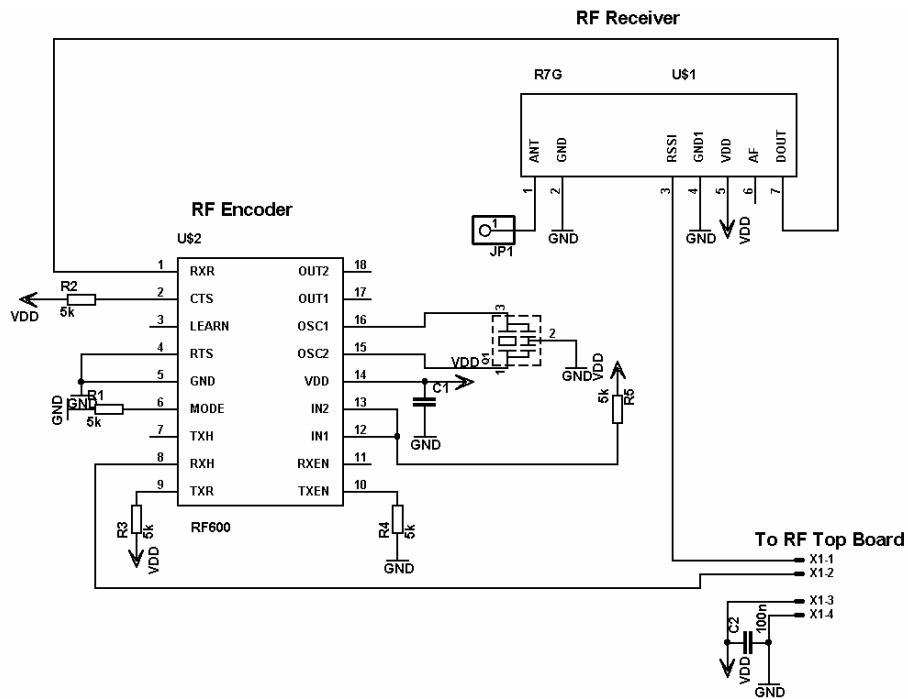 RF Receiver
R7G U$1
ANT GND RSSI GND1 VDD AF DOUT
1 2 3 4 5 6 7
1
JP1
GND
GND
VDD
RF Encoder
U$2
1 RXR OUT2 18
2 CTS OUT1 17
3 LEARN OSC1 16
4 RTS OSC2 15
5 GND VDD 14
6 MODE IN2 13
7 TXH IN1 12
8 RXH RXEN 11
9 TXR TXEN 10
RF600
R2
5k
VDD
GND
GND
R1
5k
R3
5k
VDD
R4
5k
GND
3
2
1
Q1
GND
VDD
C1
GND
VDD
5k
R5
To RF Top Board
X1-1
X1-2
X1-3
X1-4
C2
100n
VDD
GND